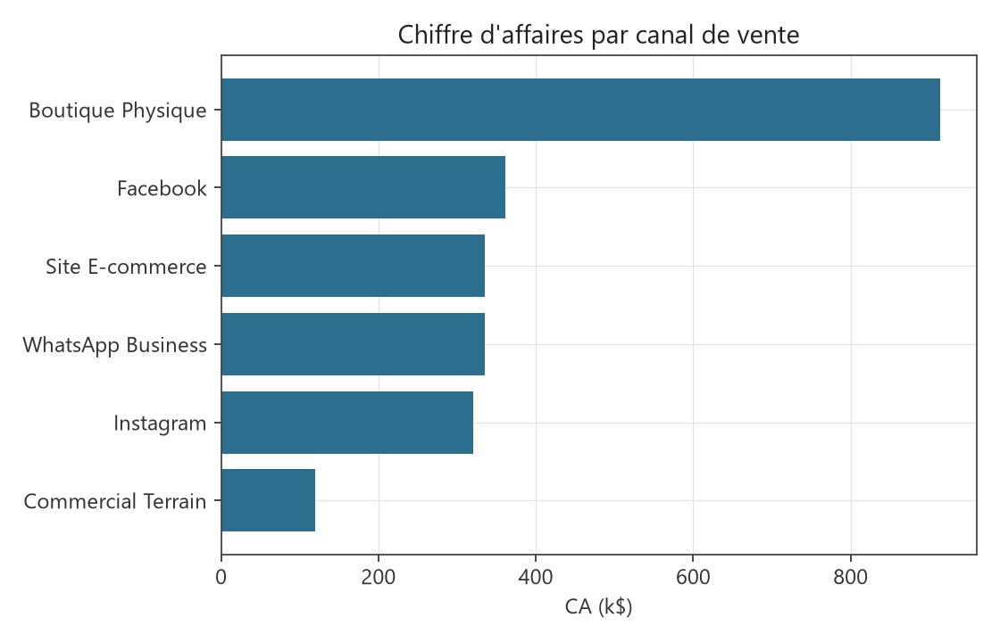 Chiffre d'affaires par canal de vente
Boutique Physique
Facebook
Site E-commerce
WhatsApp Business
Instagram
Commercial Terrain
0 200 400 600 800
CA (k$)